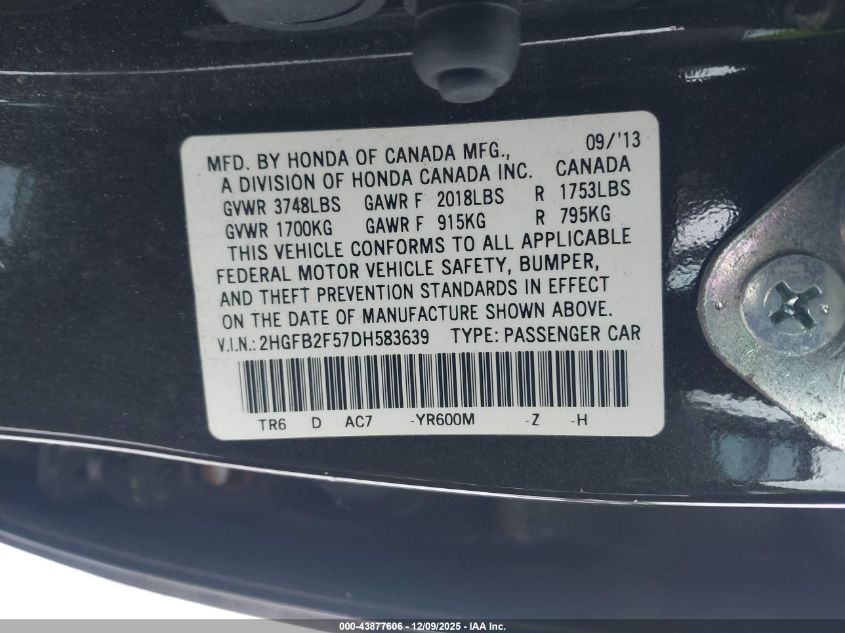 09/'13
MFD. BY HONDA OF CANADA MFG.,
A DIVISION OF HONDA CANADA INC. CANADA
GVWR 3748LBS GAWR F 2018LBS R 1753LBS
GVWR 1700KG GAWR F 915KG R 795KG
THIS VEHICLE CONFORMS TO ALL APPLICABLE
FEDERAL MOTOR VEHICLE SAFETY, BUMPER,
AND THEFT PREVENTION STANDARDS IN EFFECT
ON THE DATE OF MANUFACTURE SHOWN ABOVE.
V.I.N.: 2HGFB2F57DH583639 TYPE: PASSENGER CAR
TR6 D AC7 -YR600M -Z -H
000-43877606 - 12/09/2025 - IAA Inc.